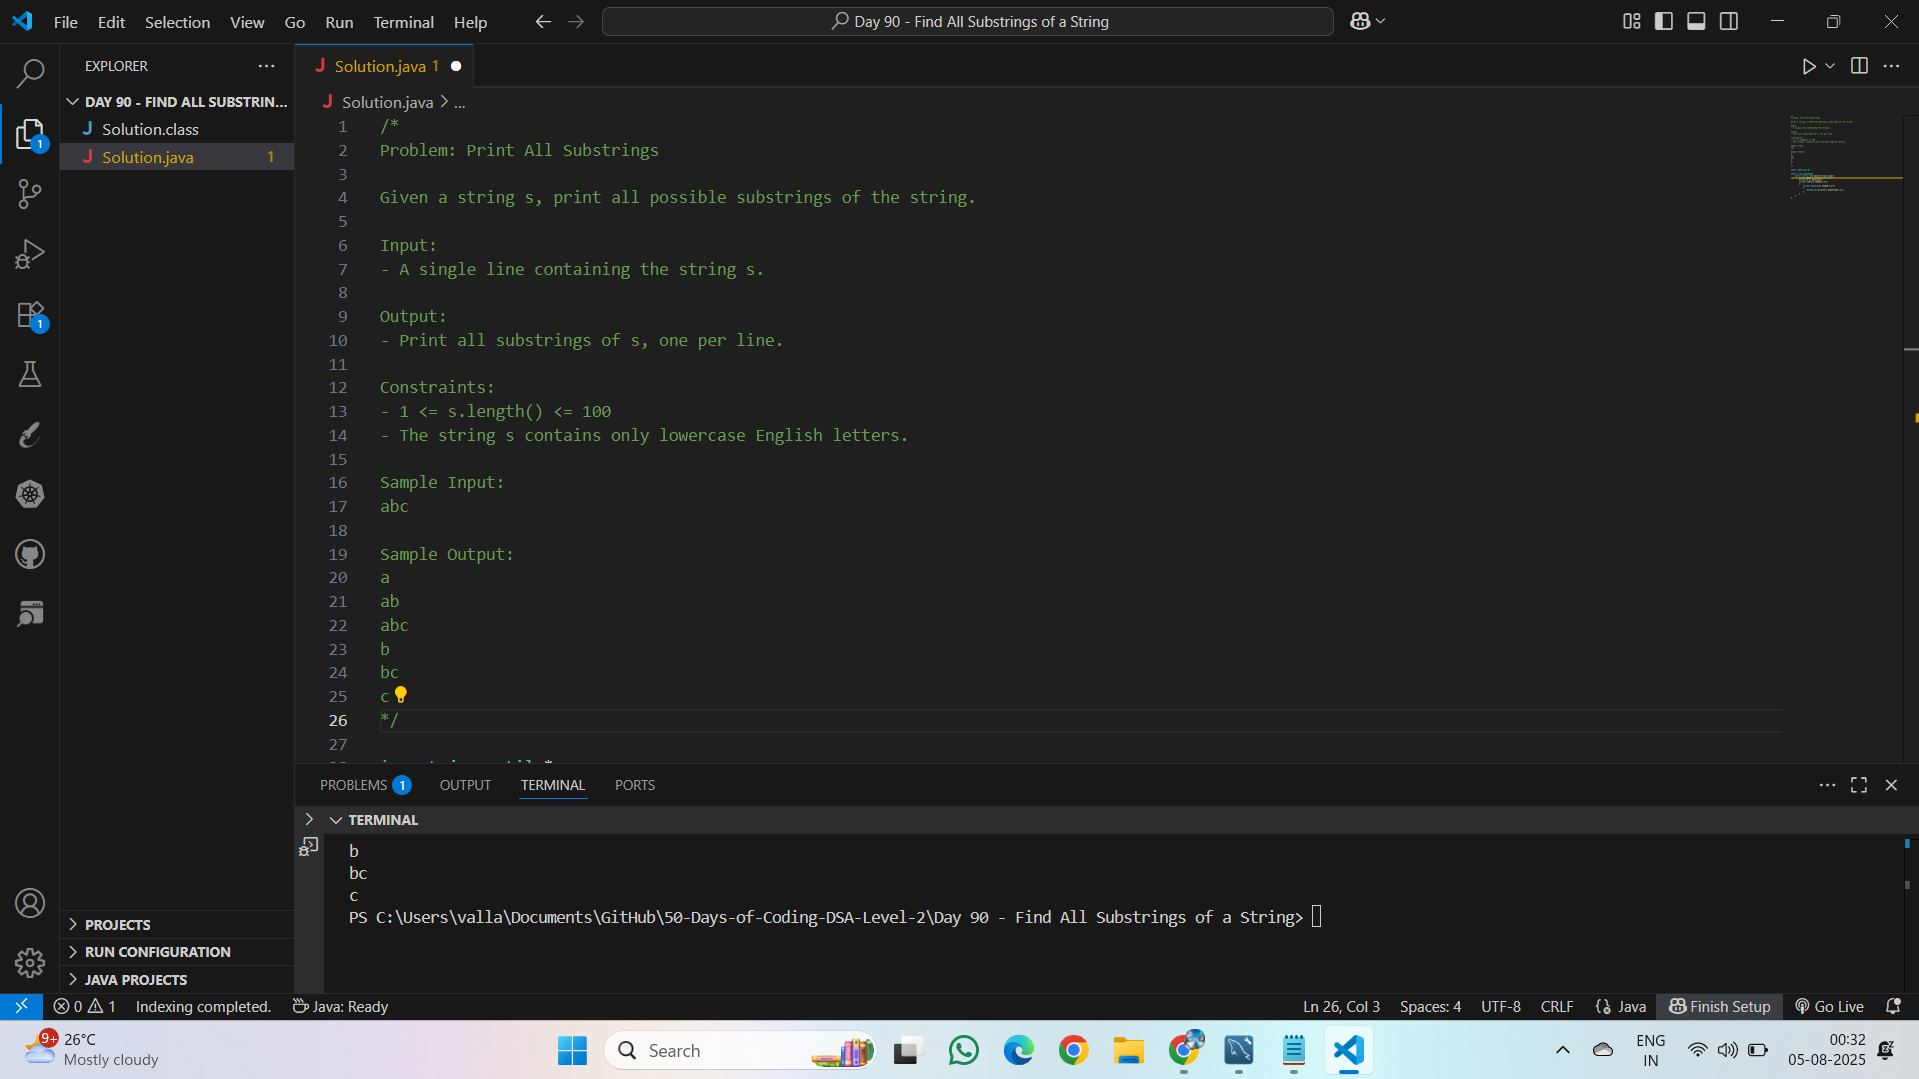 File Edit Selection View Go Run Terminal Help
Day 90 - Find All Substrings of a String
EXPLORER
DAY 90 - FIND ALL SUBSTRIN...
Solution.class
Solution.java 1
Solution.java 1
Solution.java > ...
1 /*
2 Problem: Print All Substrings
3
4 Given a string s, print all possible substrings of the string.
5
6 Input:
7 - A single line containing the string s.
8
9 Output:
10 - Print all substrings of s, one per line.
11
12 Constraints:
13 - 1 <= s.length() <= 100
14 - The string s contains only lowercase English letters.
15
16 Sample Input:
17 abc
18
19 Sample Output:
20 a
21 ab
22 abc
23 b
24 bc
25 c
26 */
27
PROBLEMS 1 OUTPUT TERMINAL PORTS
TERMINAL
b
bc
c
PS C:\Users\valla\Documents\GitHub\50-Days-of-Coding-DSA-Level-2\Day 90 - Find All Substrings of a String>
1
1
PROJECTS
RUN CONFIGURATION
JAVA PROJECTS
0 1 Indexing completed. Java: Ready
Ln 26, Col 3 Spaces: 4 UTF-8 CRLF {} Java Finish Setup Go Live
9+ 26°C
Mostly cloudy
Search
ENG
IN
00:32
05-08-2025